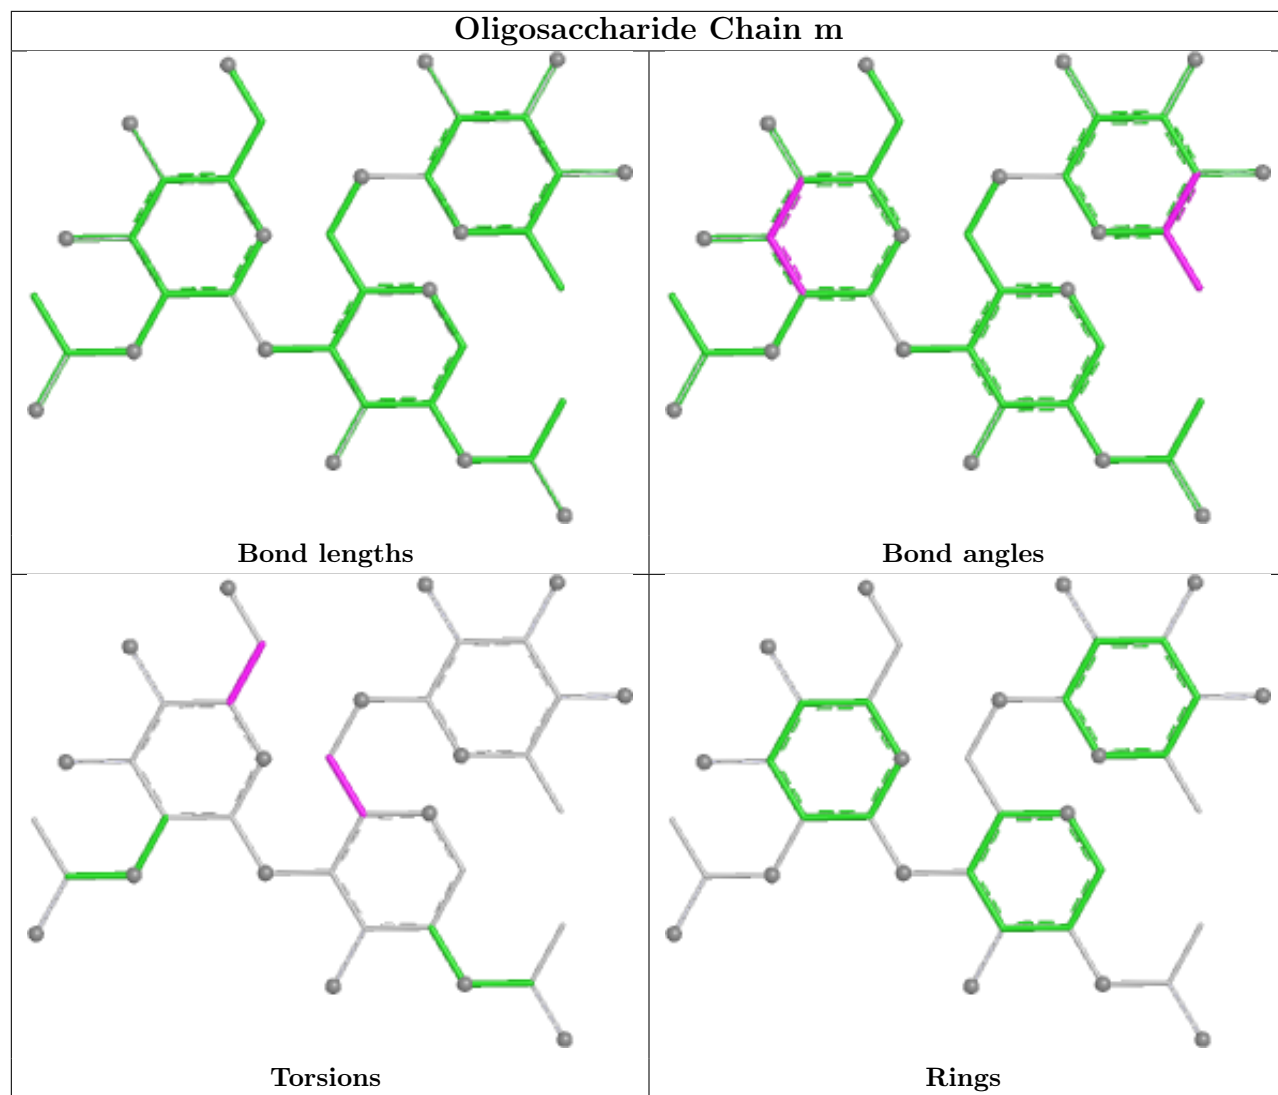 Oligosaccharide Chain m
Bond lengths
Bond angles
Torsions
Rings